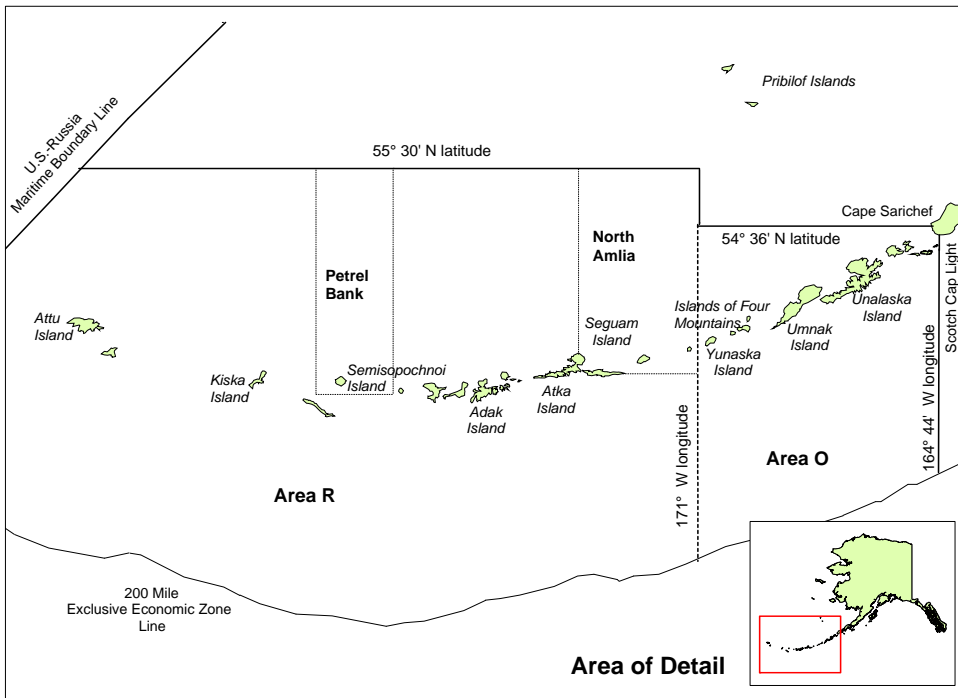 Pribilof Islands
U.S.-Russia
Maritime Boundary Line
55° 30' N latitude
Cape Sarichef
54° 36' N latitude
Scotch Cap Light
North
Amlia
Petrel
Bank
Attu
Island
Kiska
Island
Semisopochnoi
Island
Adak
Island
Atka
Island
Seguam
Island
Islands of Four
Mountains
Yunaska
Island
Umnak
Island
Unalaska
Island
164° 44' W longitude
171° W longitude
Area O
Area R
200 Mile
Exclusive Economic Zone
Line
Area of Detail